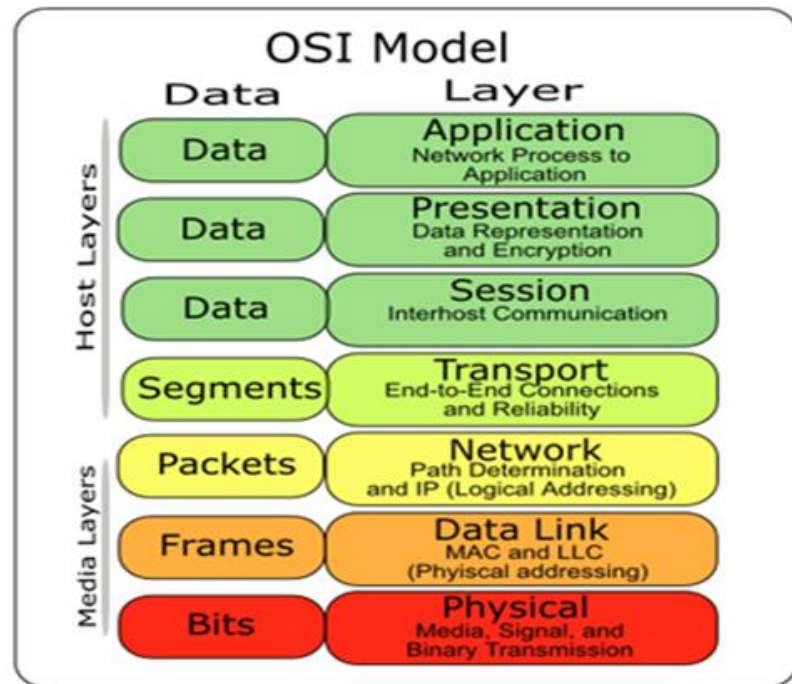 OSI Model
Data Layer
Host Layers
Data
Application
Network Process to
Application
Data
Presentation
Data Representation
and Encryption
Data
Session
Interhost Communication
Segments
Transport
End-to-End Connections
and Reliability
Media Layers
Packets
Network
Path Determination
and IP (Logical Addressing)
Frames
Data Link
MAC and LLC
(Phyiscal addressing)
Bits
Physical
Media, Signal, and
Binary Transmission